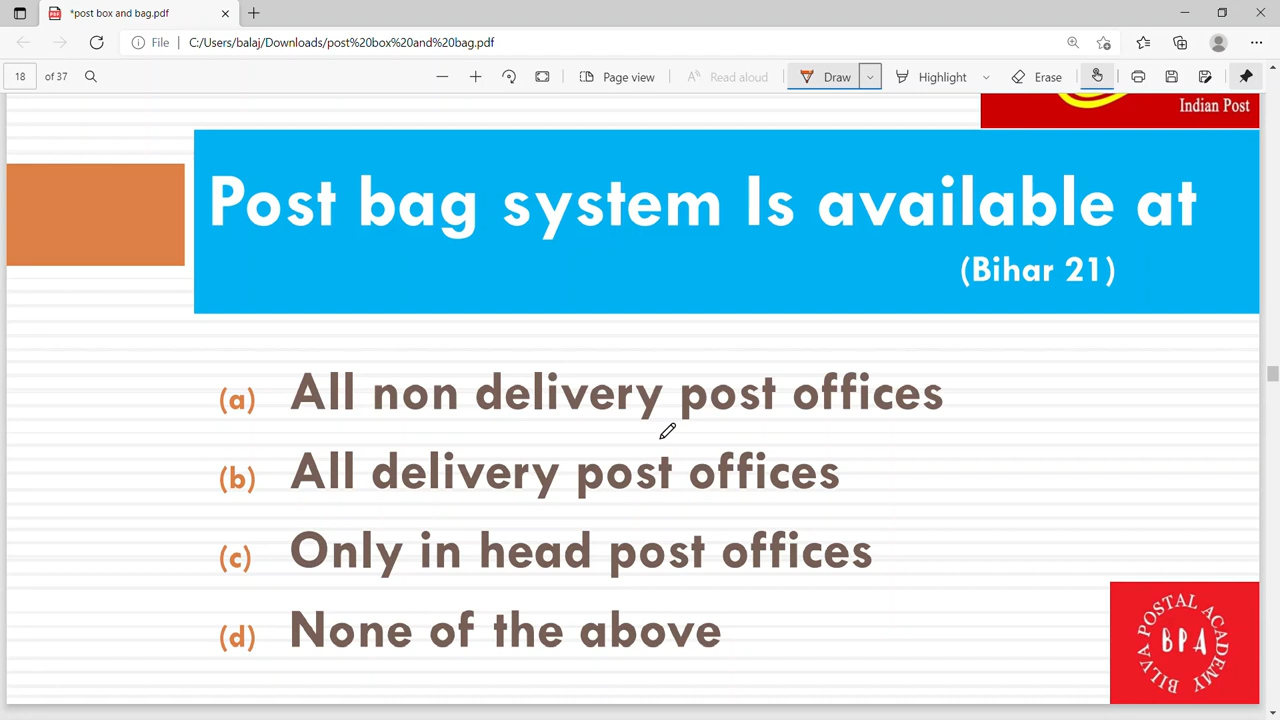 *post box and bag.pdf
File C:/Users/balaj/Downloads/post%20box%20and%20bag.pdf
18 of 37 Page view Read aloud Draw Highlight Erase
Indian Post
Post bag system Is available at
(Bihar 21)
(a) All non delivery post offices
(b) All delivery post offices
(c) Only in head post offices
(d) None of the above
BILVA POSTAL ACADEMY
BPA